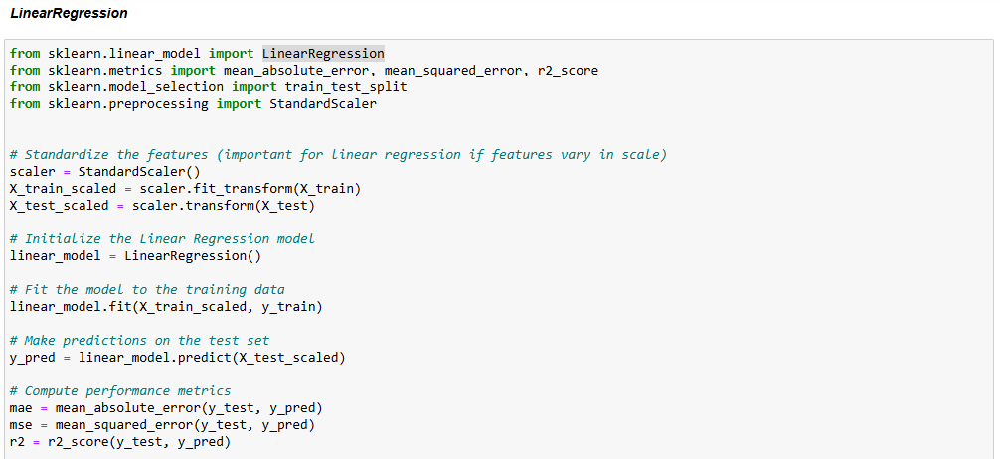 LinearRegression
from sklearn.linear_model import LinearRegression
from sklearn.metrics import mean_absolute_error, mean_squared_error, r2_score
from sklearn.model_selection import train_test_split
from sklearn.preprocessing import StandardScaler
# Standardize the features (important for linear regression if features vary in scale)
scaler = StandardScaler()
X_train_scaled = scaler.fit_transform(X_train)
X_test_scaled = scaler.transform(X_test)
# Initialize the Linear Regression model
linear_model = LinearRegression()
# Fit the model to the training data
linear_model.fit(X_train_scaled, y_train)
# Make predictions on the test set
y_pred = linear_model.predict(X_test_scaled)
# Compute performance metrics
mae = mean_absolute_error(y_test, y_pred)
mse = mean_squared_error(y_test, y_pred)
r2 = r2_score(y_test, y_pred)